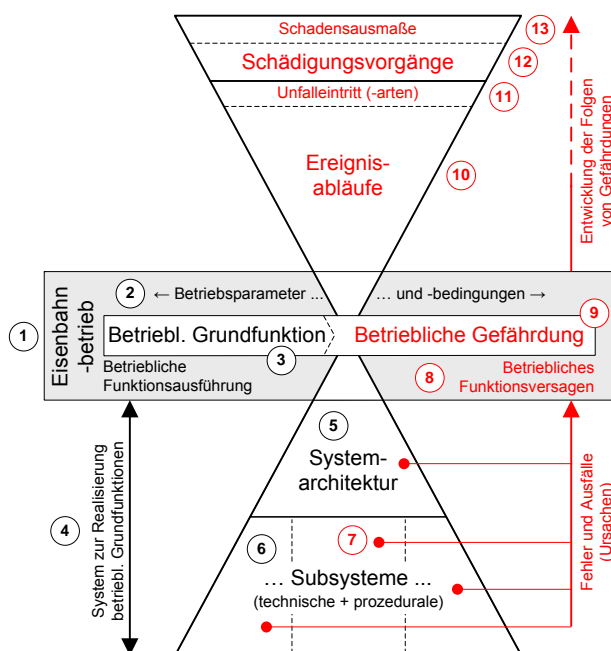 Schadensausmaße
13
Schädigungsvorgänge
12
Unfalleintritt (-arten)
11
Ereignis-
abläufe
10
Entwicklung der Folgen
von Gefährdungen
1
Eisenbahn
-betrieb
2
← Betriebsparameter ...
... und -bedingungen →
9
Betriebl. Grundfunktion
Betriebliche Gefährdung
3
Betriebliche
Funktionsausführung
8
Betriebliches
Funktionsversagen
4
System zur Realisierung
betriebl. Grundfunktionen
5
System-
architektur
6
7
... Subsysteme ...
(technische + prozedurale)
Fehler und Ausfälle
(Ursachen)